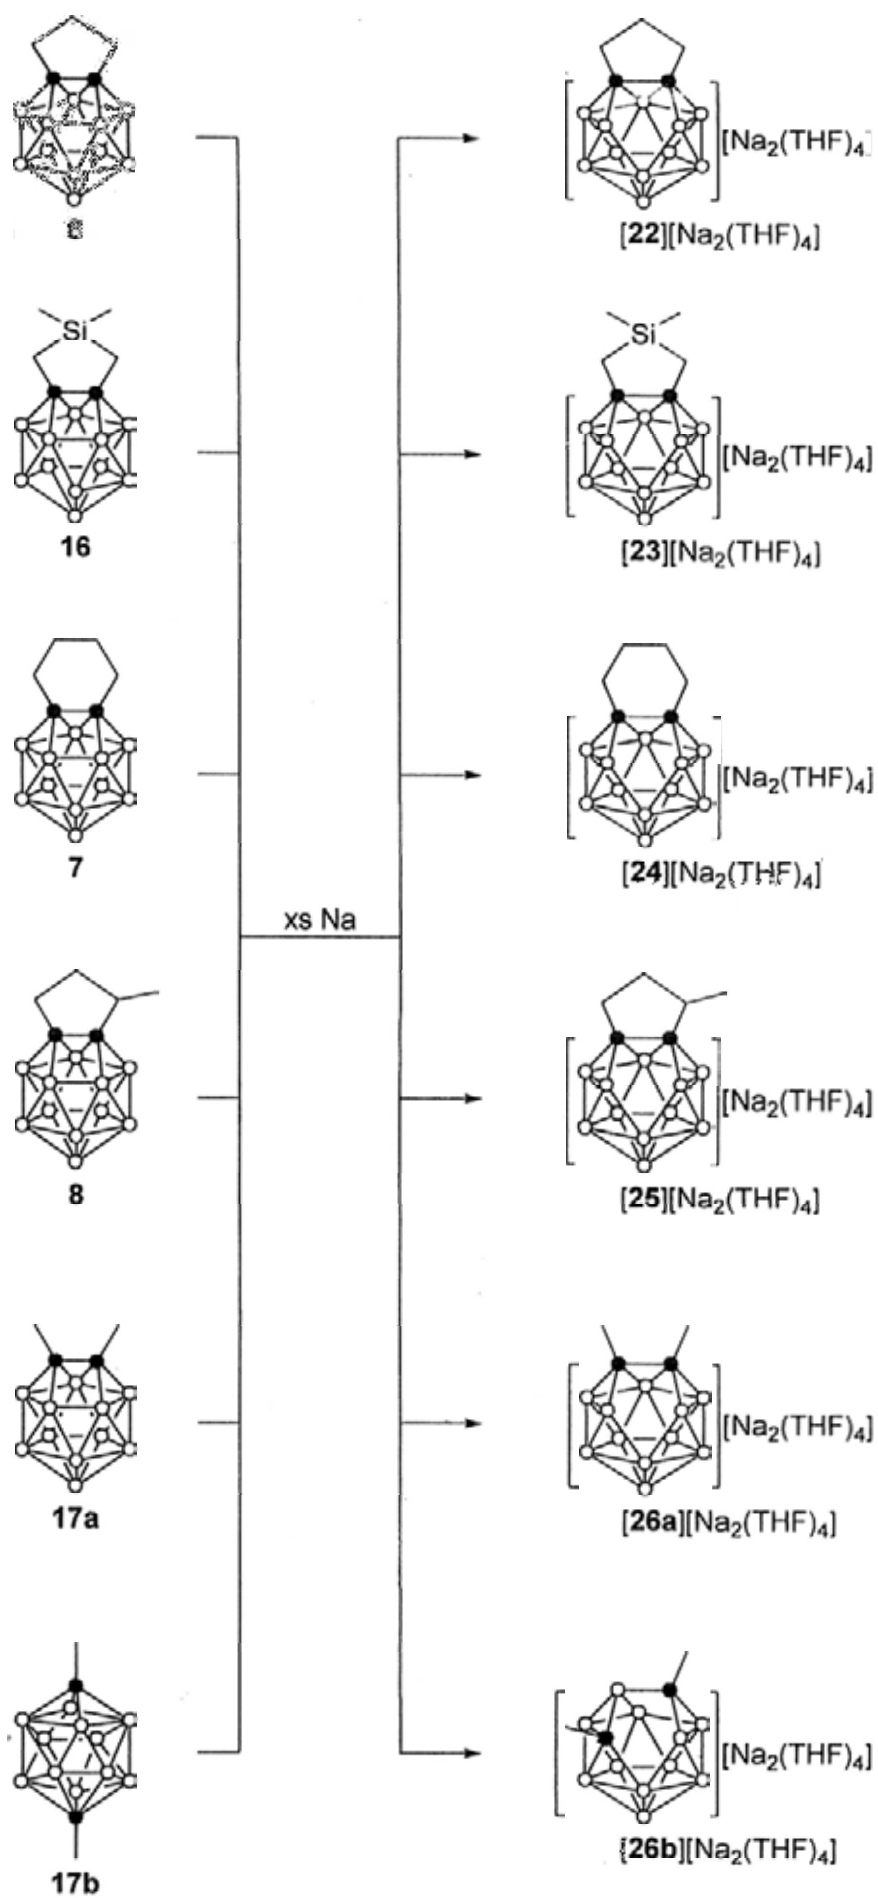 [Na₂(THF)₄]
[22][Na₂(THF)₄]
Si
Si
[Na₂(THF)₄]
16
[23][Na₂(THF)₄]
[Na₂(THF)₄]
7
[24][Na₂(THF)₄]
xs Na
[Na₂(THF)₄]
8
[25][Na₂(THF)₄]
[Na₂(THF)₄]
17a
[26a][Na₂(THF)₄]
[Na₂(THF)₄]
17b
[26b][Na₂(THF)₄]